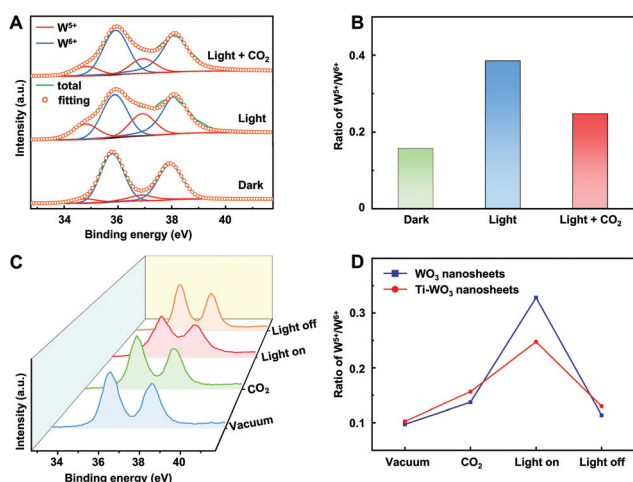 A
W5+
W6+
total
fitting
Light + CO2
Light
Dark
Intensity (a.u.)
34 36 38 40
Binding energy (eV)
B
Ratio of W5+/W6+
0.4
0.2
0
Dark Light Light + CO2
C
Intensity (a.u.)
Light off
Light on
CO2
Vacuum
34 36 38 40
Binding energy (eV)
D
WO3 nanosheets
Ti-WO3 nanosheets
Ratio of W5+/W6+
0.3
0.2
0.1
Vacuum CO2 Light on Light off